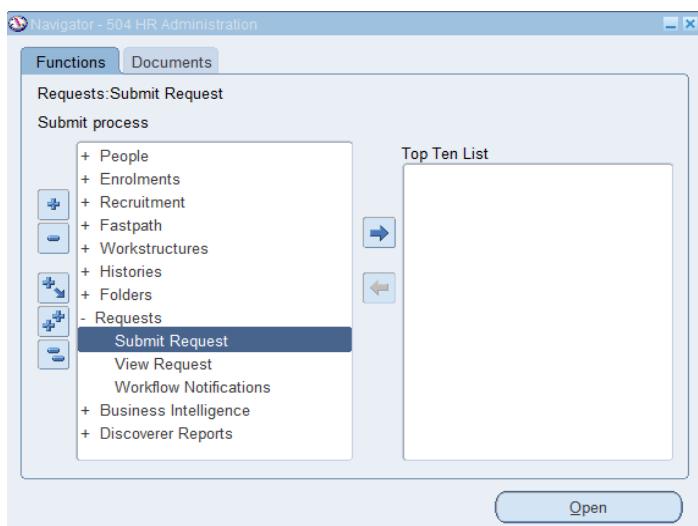 Navigator - 504 HR Administration
Functions
Documents
Requests:Submit Request
Submit process
+ People
+ Enrolments
+ Recruitment
+ Fastpath
+ Workstructures
+ Histories
+ Folders
- Requests
Submit Request
View Request
Workflow Notifications
+ Business Intelligence
+ Discoverer Reports
Top Ten List
Open